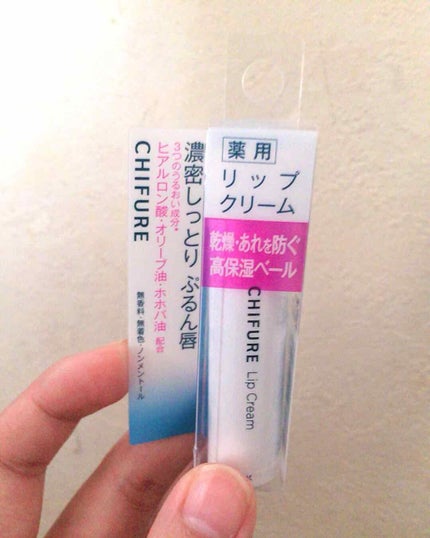 薬用
リップ
クリーム
乾燥・あれを防ぐ
高保湿ベール
CHIFURE Lip Cream
濃密しっとり ぷるん唇
3つのうるおい成分*
ヒアルロン酸・オリーブ油・ホホバ油 配合
CHIFURE
無香料・無着色・ノンメントール